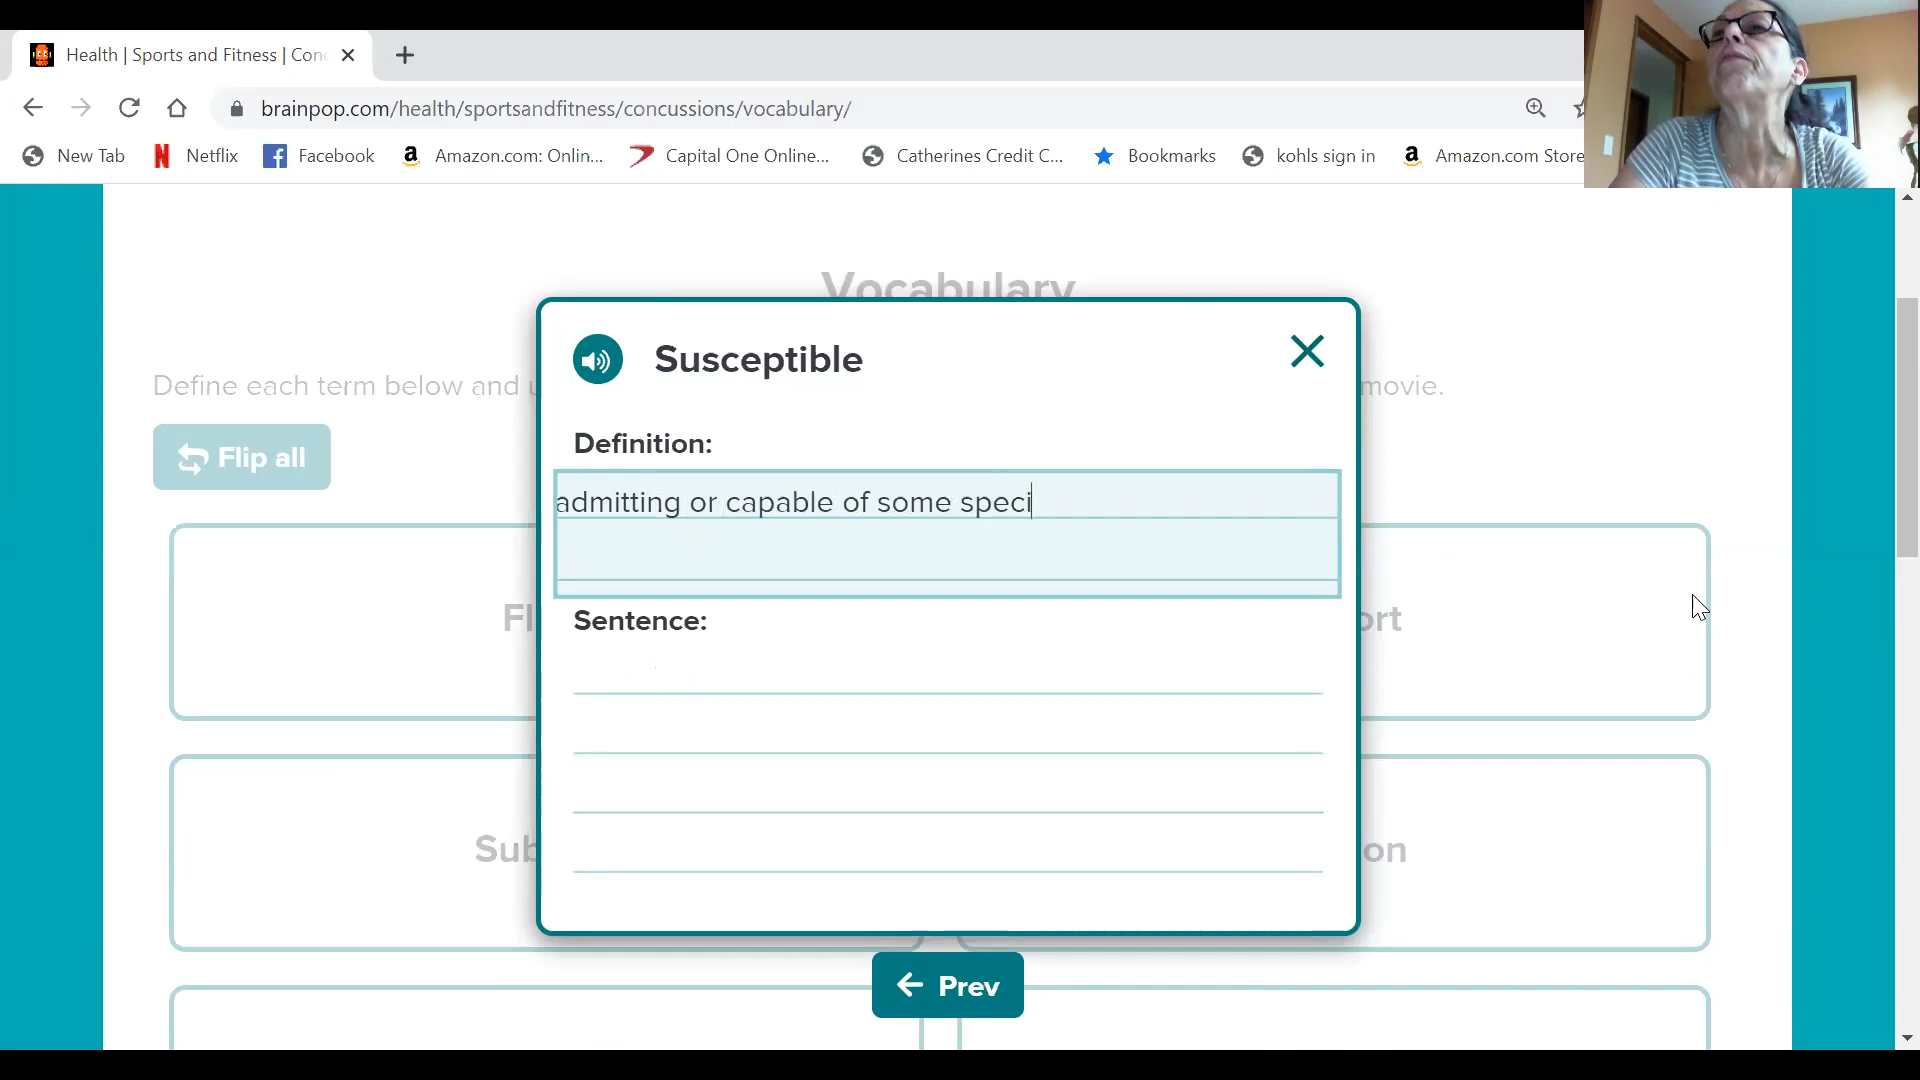 Health | Sports and Fitness | Con
brainpop.com/health/sportsandfitness/concussions/vocabulary/
New Tab Netflix Facebook Amazon.com: Onlin... Capital One Online... Catherines Credit C... Bookmarks kohls sign in Amazon.com Store
Vocabulary
Define each term below and u movie.
Flip all
Susceptible
Definition:
admitting or capable of some speci
Sentence:
Fl ort
Sub on
Prev